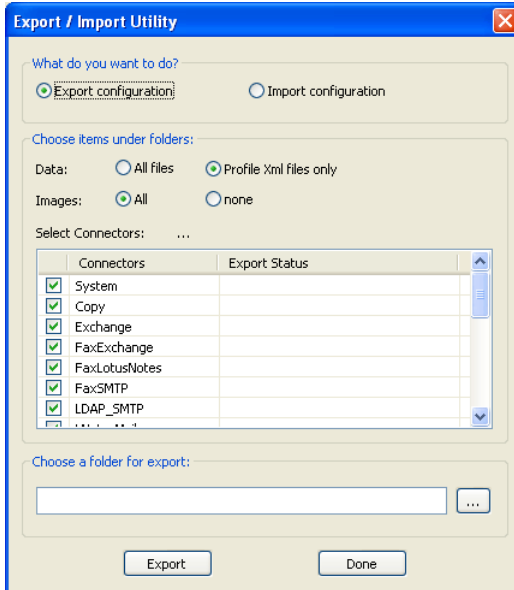 Export / Import Utility
What do you want to do?
Export configuration Import configuration
Choose items under folders:
Data: All files Profile Xml files only
Images: All none
Select Connectors: ...
Connectors Export Status
System
Copy
Exchange
FaxExchange
FaxLotusNotes
FaxSMTP
LDAP_SMTP
Choose a folder for export:
...
Export Done